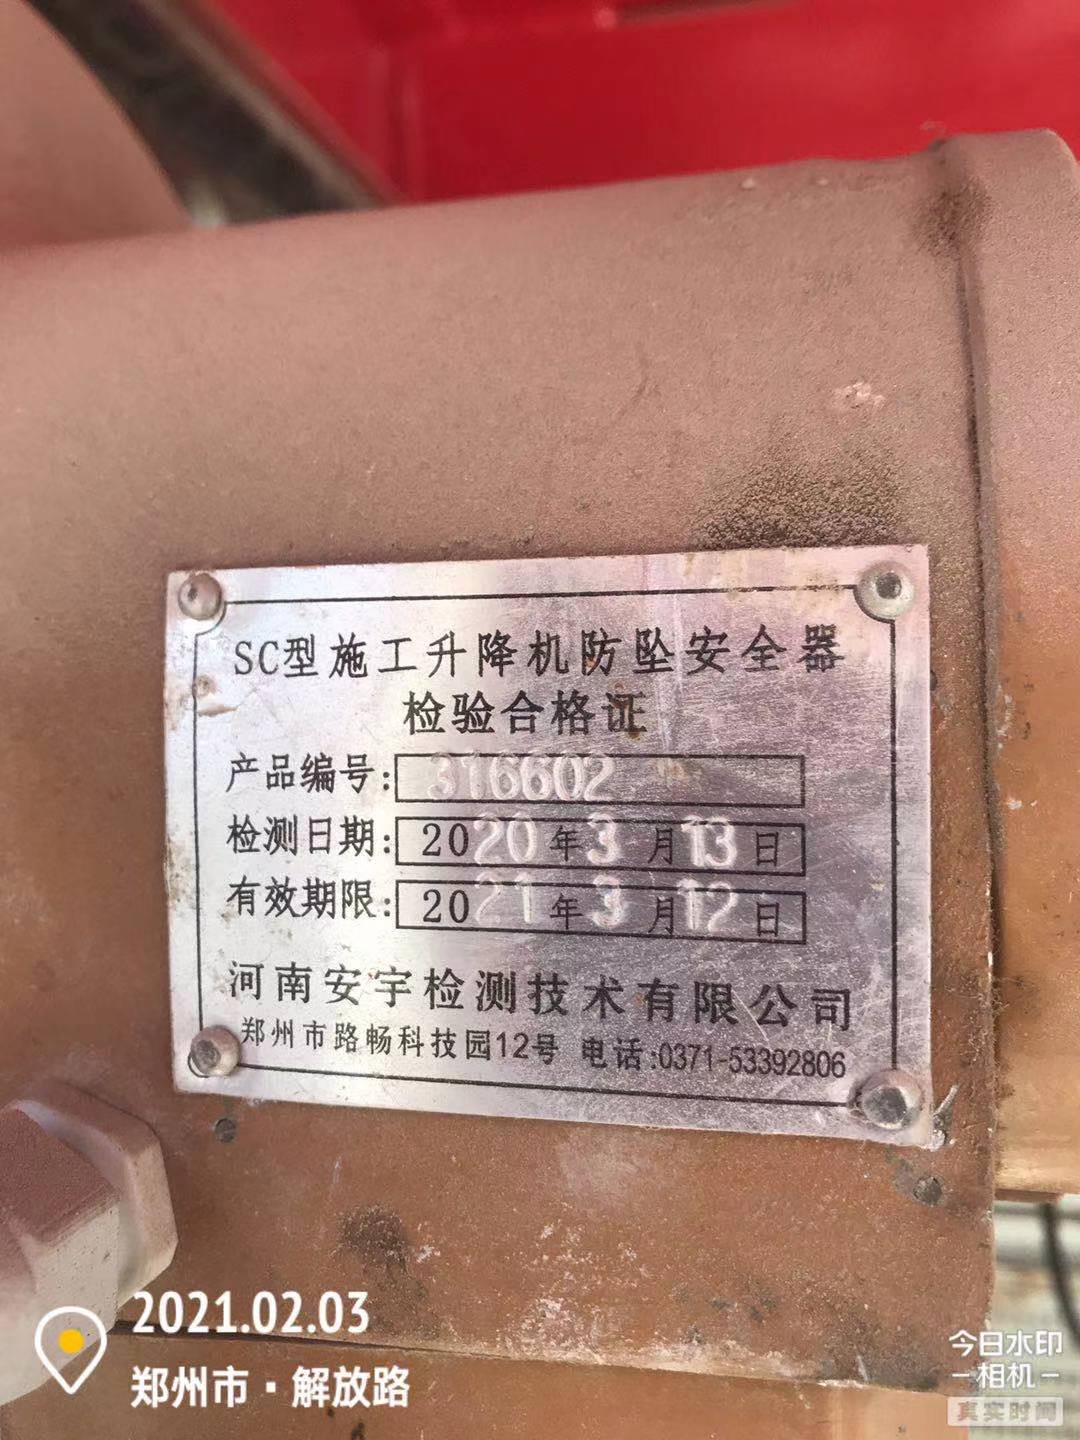 SC型施工升降机防坠安全器
检验合格证
产品编号: 316602
检测日期: 2020年3月13日
有效期限: 2021年3月12日
河南安宇检测技术有限公司
郑州市路畅科技园12号 电话:0371-53392806
2021.02.03
郑州市·解放路
今日水印
相机
真实时间